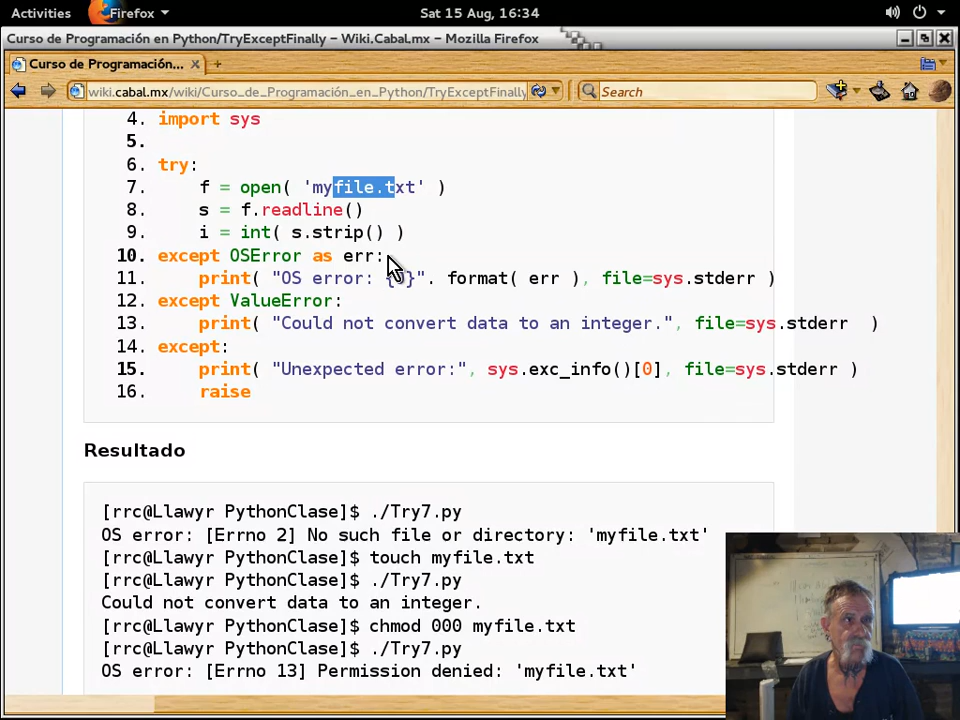 Activities Firefox Sat 15 Aug, 16:34
Curso de Programación en Python/TryExceptFinally – Wiki.Cabal.mx – Mozilla Firefox
Curso de Programación...
wiki.cabal.mx/wiki/Curso_de_Programación_en_Python/TryExceptFinally Search
4. import sys
5.
6. try:
7. f = open( 'myfile.txt' )
8. s = f.readline()
9. i = int( s.strip() )
10. except OSError as err:
11. print( "OS error: { }". format( err ), file=sys.stderr )
12. except ValueError:
13. print( "Could not convert data to an integer.", file=sys.stderr )
14. except:
15. print( "Unexpected error:", sys.exc_info()[0], file=sys.stderr )
16. raise
Resultado
[rrc@Llawyr PythonClase]$ ./Try7.py
OS error: [Errno 2] No such file or directory: 'myfile.txt'
[rrc@Llawyr PythonClase]$ touch myfile.txt
[rrc@Llawyr PythonClase]$ ./Try7.py
Could not convert data to an integer.
[rrc@Llawyr PythonClase]$ chmod 000 myfile.txt
[rrc@Llawyr PythonClase]$ ./Try7.py
OS error: [Errno 13] Permission denied: 'myfile.txt'